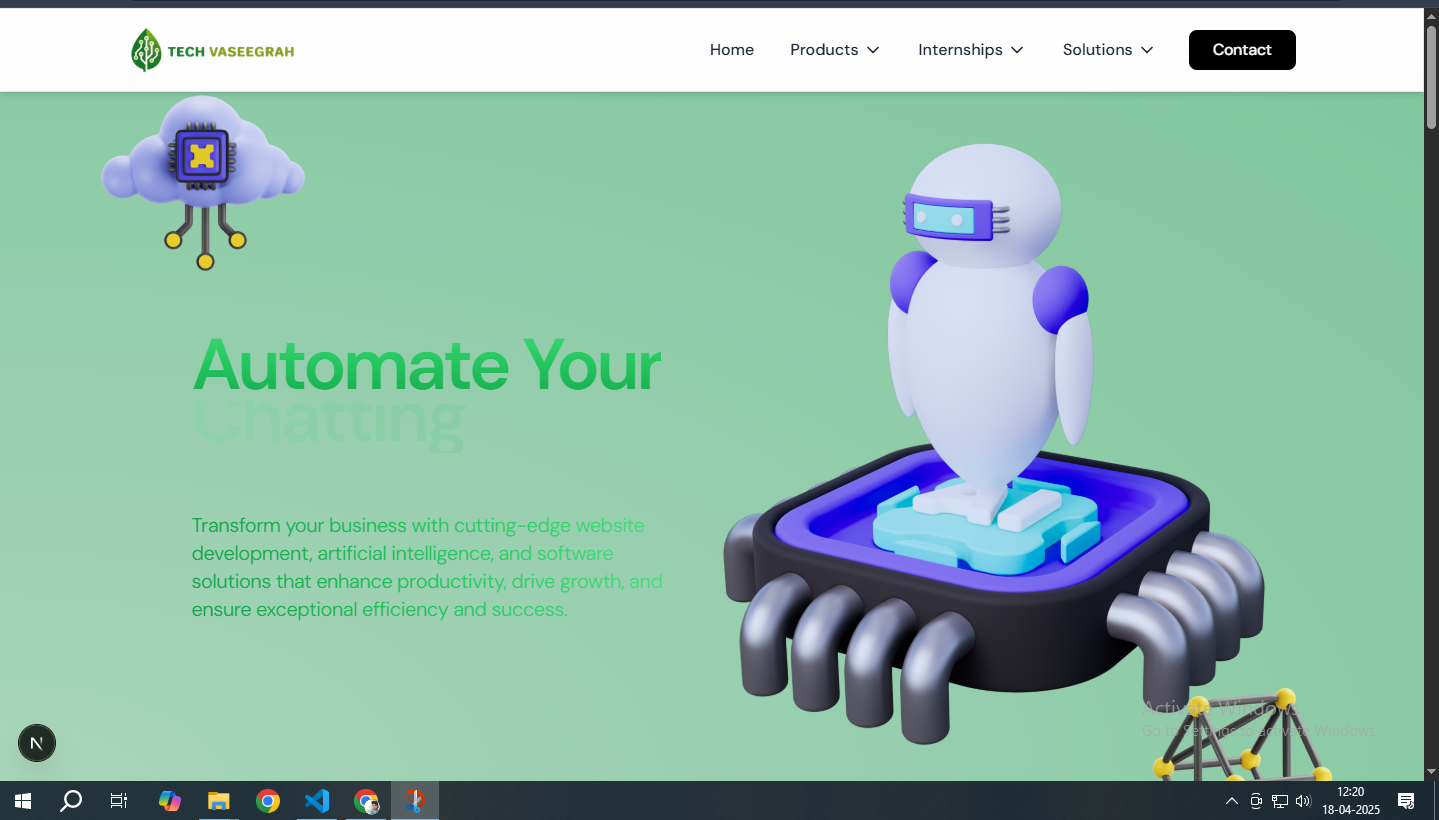 TECH VASEEGRAH
Home
Products
Internships
Solutions
Contact
Automate Your
Chatting
Transform your business with cutting-edge website
development, artificial intelligence, and software
solutions that enhance productivity, drive growth, and
ensure exceptional efficiency and success.
N
Activate Windows
Go to Settings to activate Windows.
12:20
18-04-2025